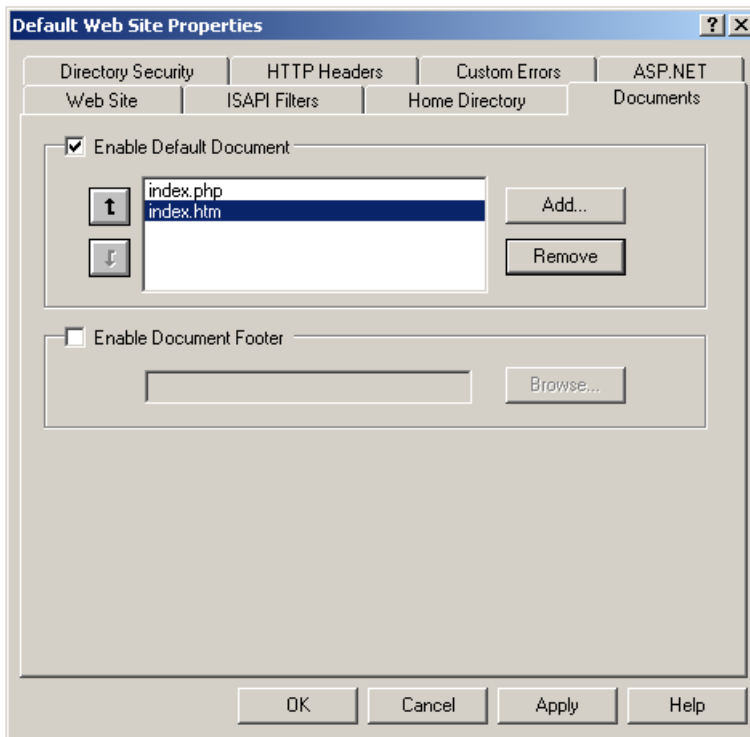 Default Web Site Properties
Directory Security HTTP Headers Custom Errors ASP.NET
Web Site ISAPI Filters Home Directory Documents
Enable Default Document
index.php
index.htm
Add...
Remove
Enable Document Footer
Browse...
OK Cancel Apply Help